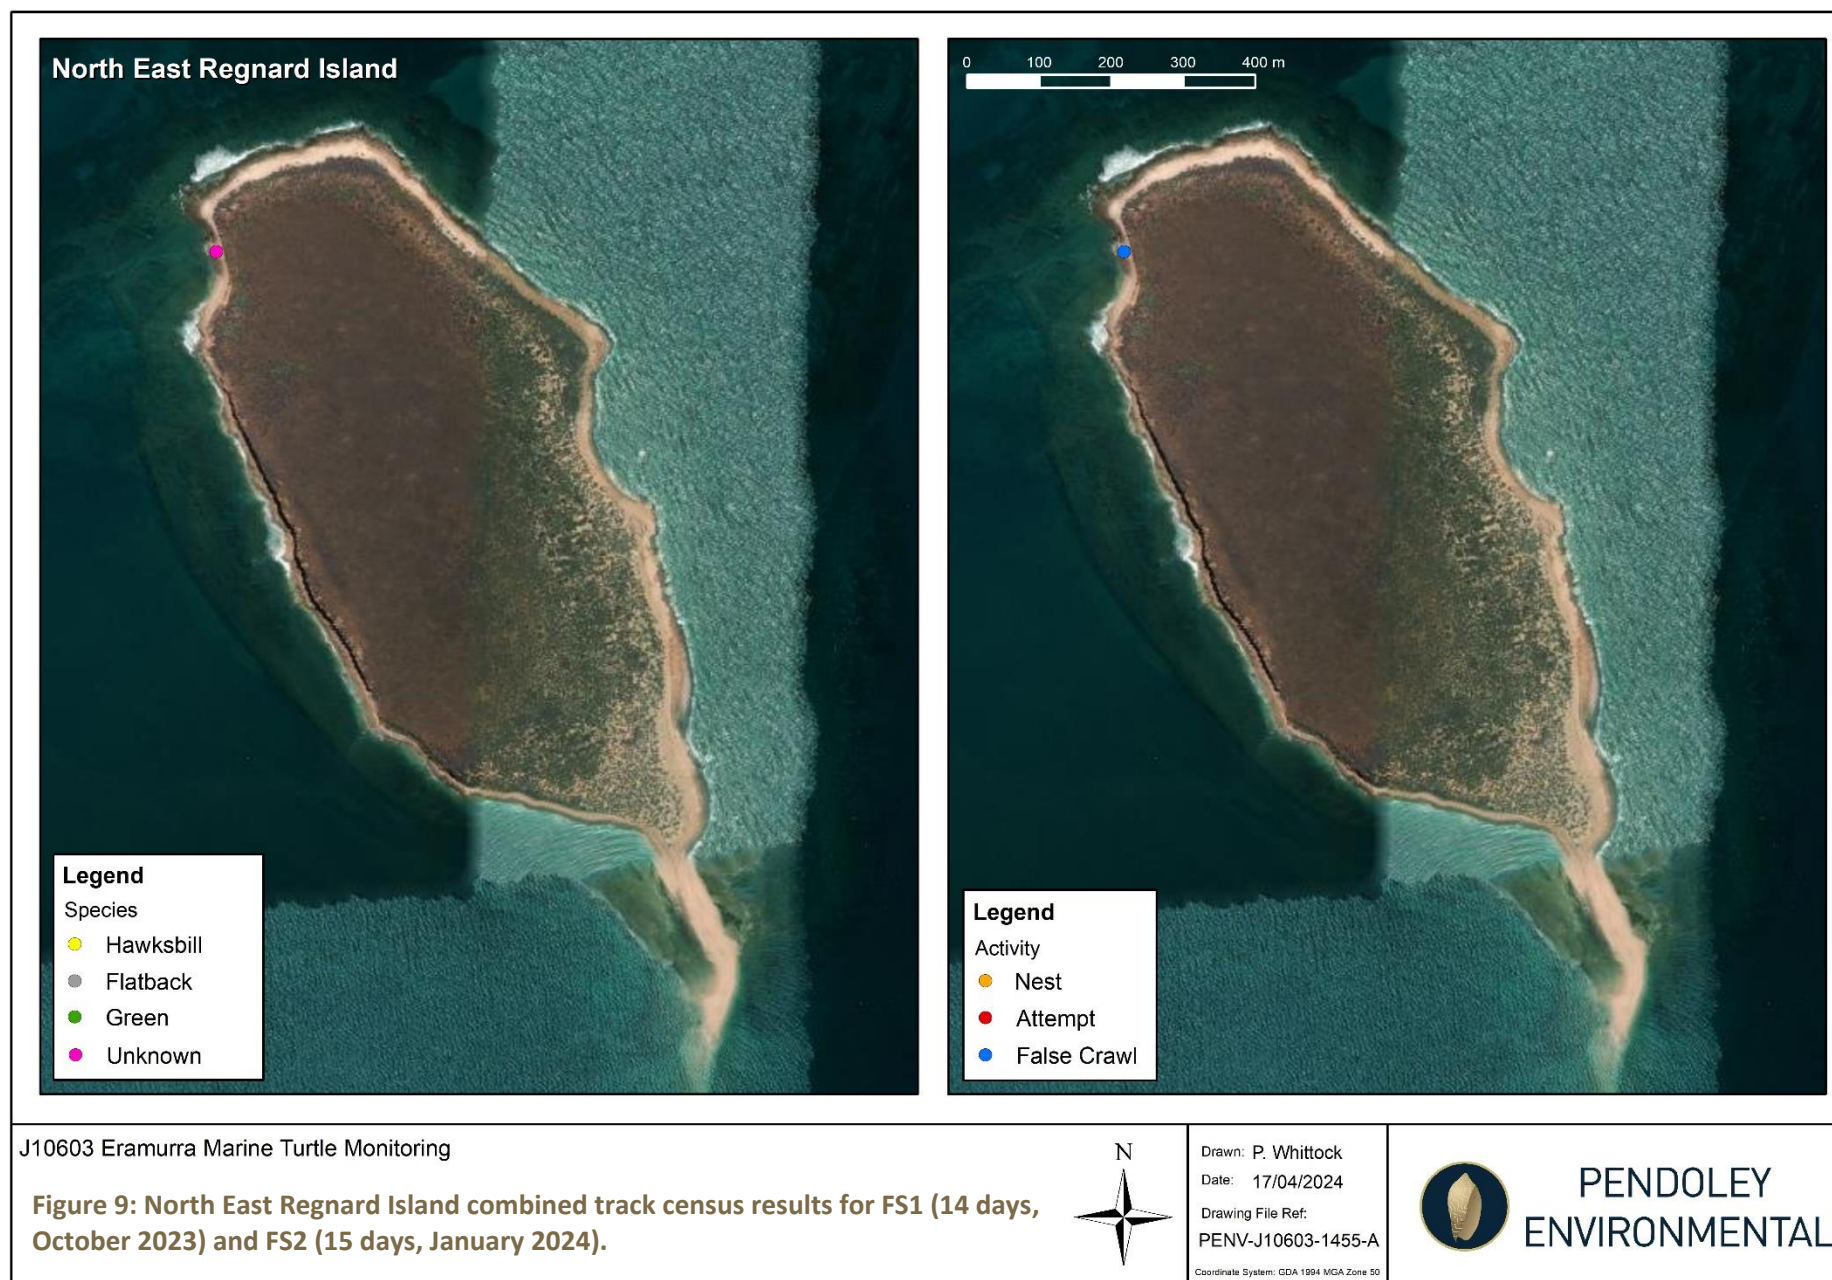 North East Regnard Island
0 100 200 300 400 m
Legend
Species
Hawksbill
Flatback
Green
Unknown
Legend
Activity
Nest
Attempt
False Crawl
J10603 Eramurra Marine Turtle Monitoring
Figure 9: North East Regnard Island combined track census results for FS1 (14 days,
October 2023) and FS2 (15 days, January 2024).
N
Drawn: P. Whittock
Date: 17/04/2024
Drawing File Ref:
PENV-J10603-1455-A
Coordinate System: GDA 1994 MGA Zone 50
PENDOLEY
ENVIRONMENTAL